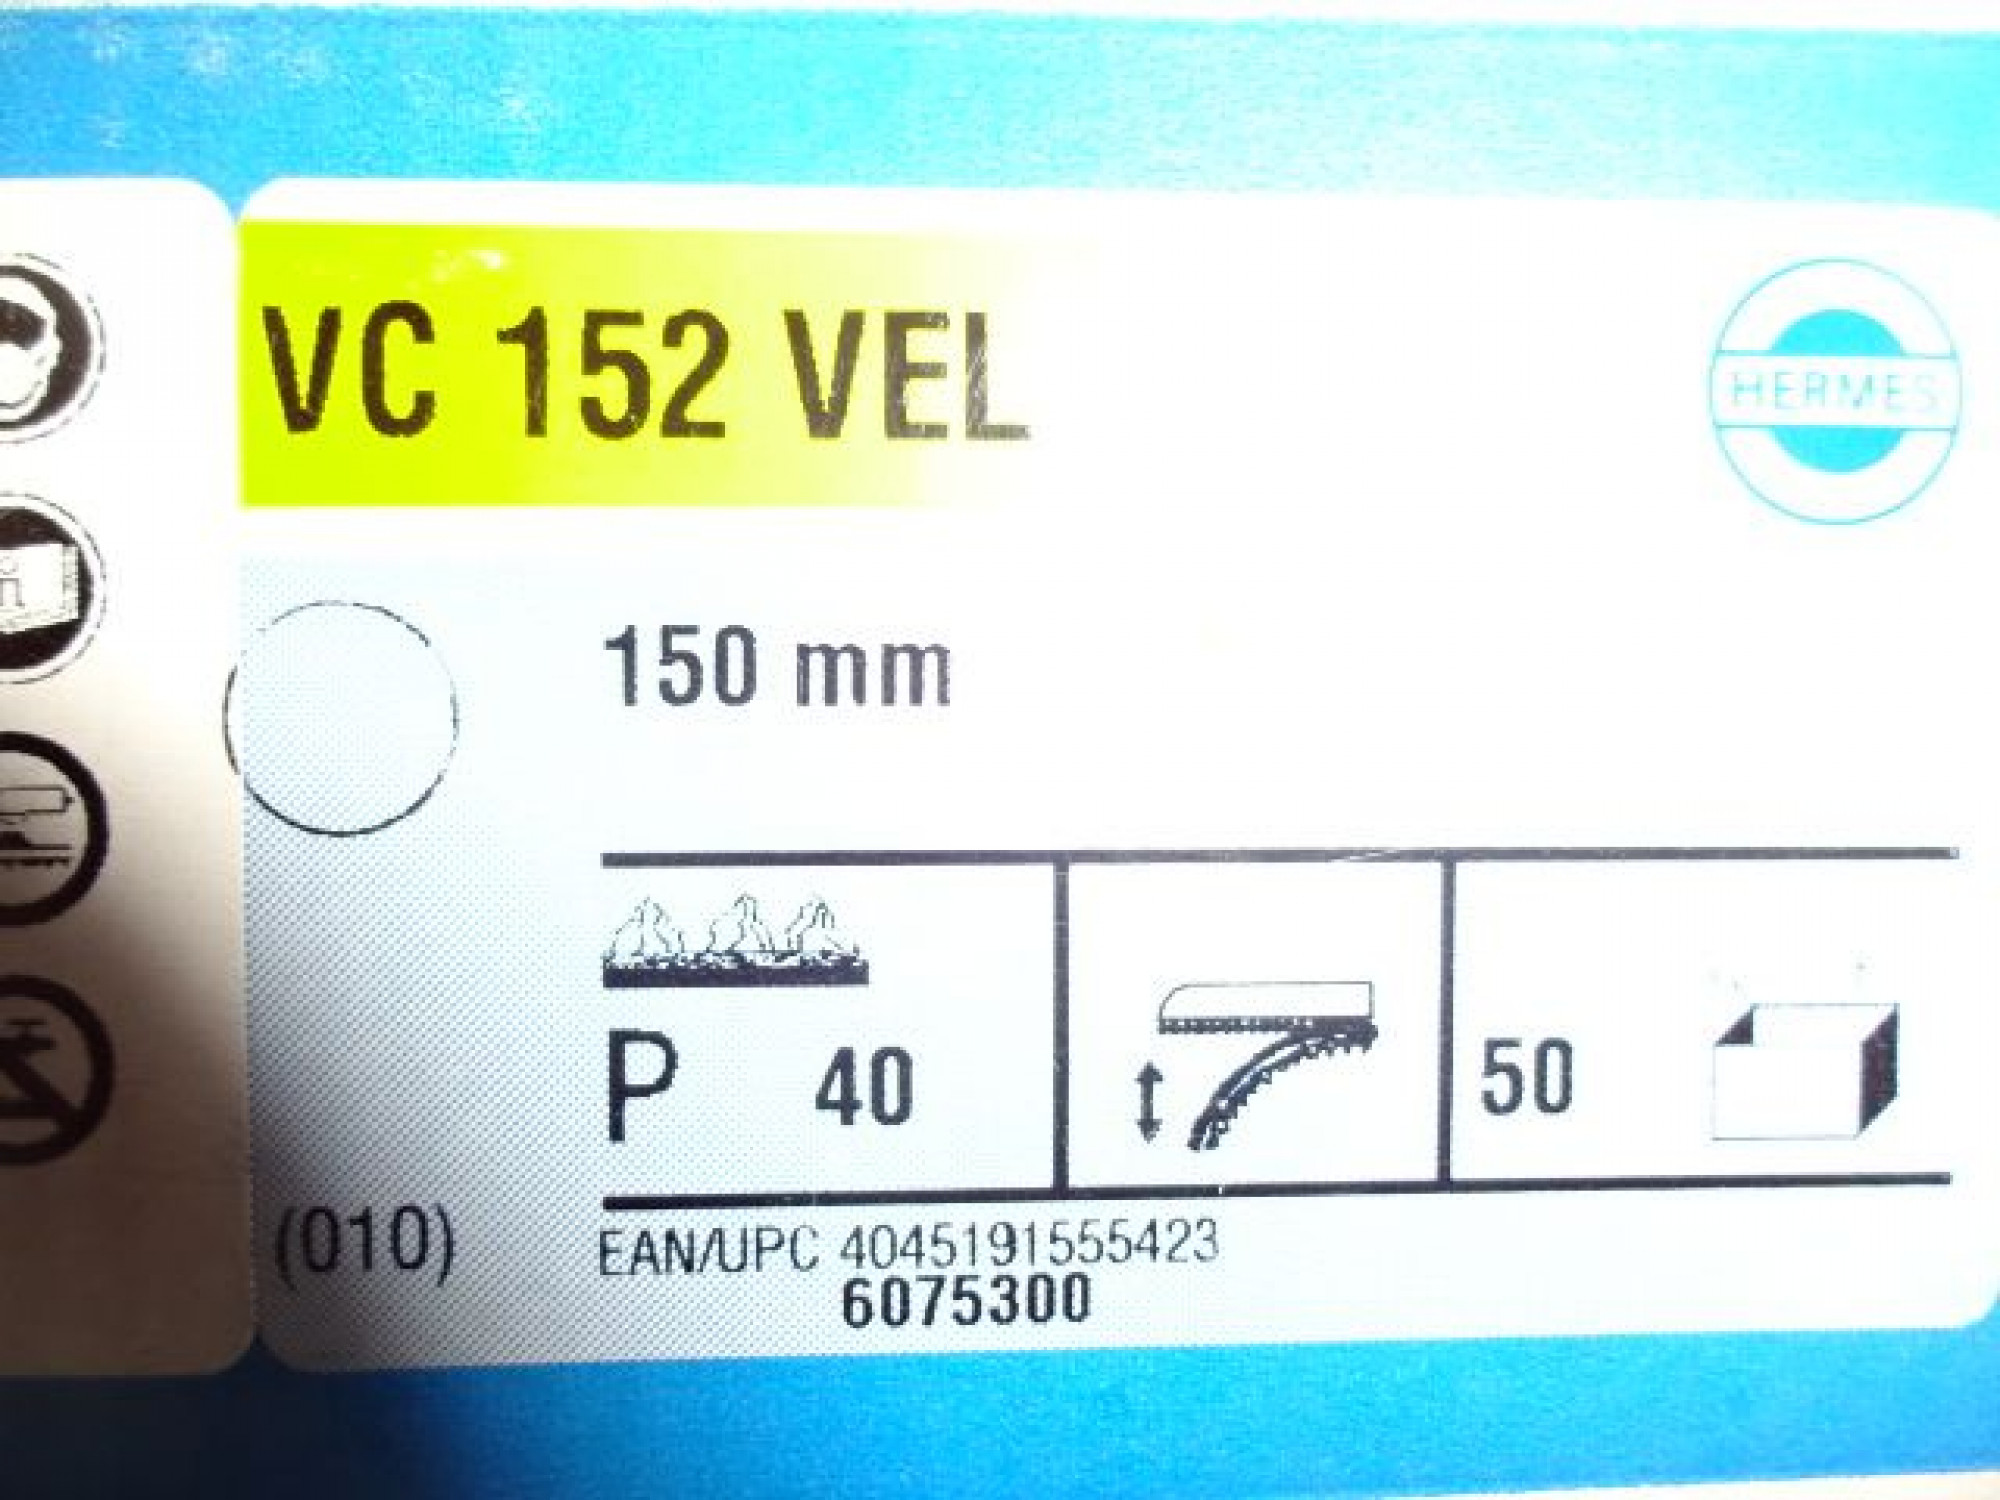 VC 152 VEL
HERMES
150 mm
P 40
50
(010)
EAN/UPC 4045191555423
6075300